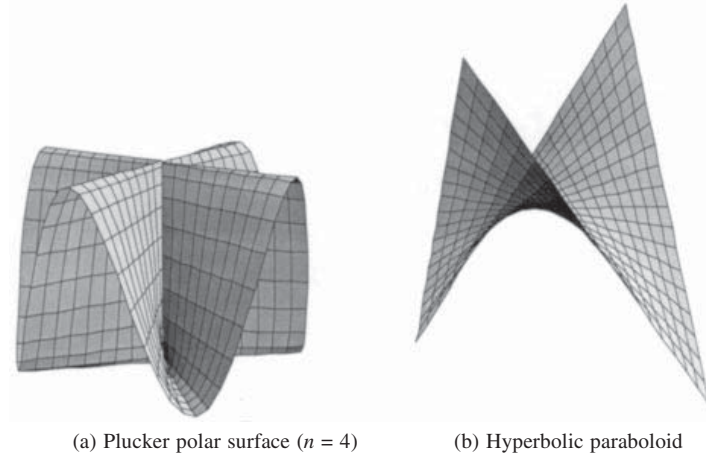 (a) Plucker polar surface (n = 4)
(b) Hyperbolic paraboloid